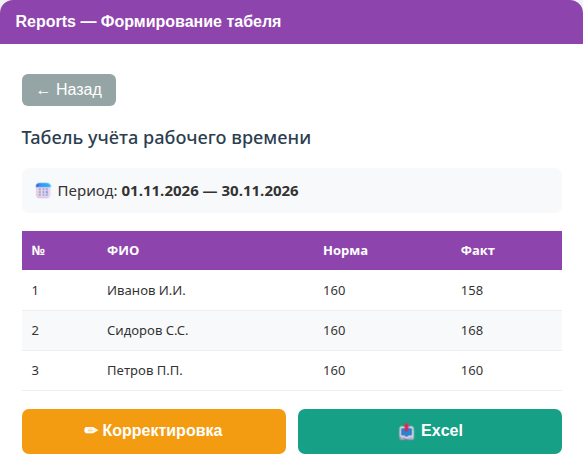 Reports — Формирование табеля
← Назад
Табель учёта рабочего времени
Период: 01.11.2026 — 30.11.2026
№ ФИО Норма Факт
1 Иванов И.И. 160 158
2 Сидоров С.С. 160 168
3 Петров П.П. 160 160
✏ Корректировка
📤 Excel